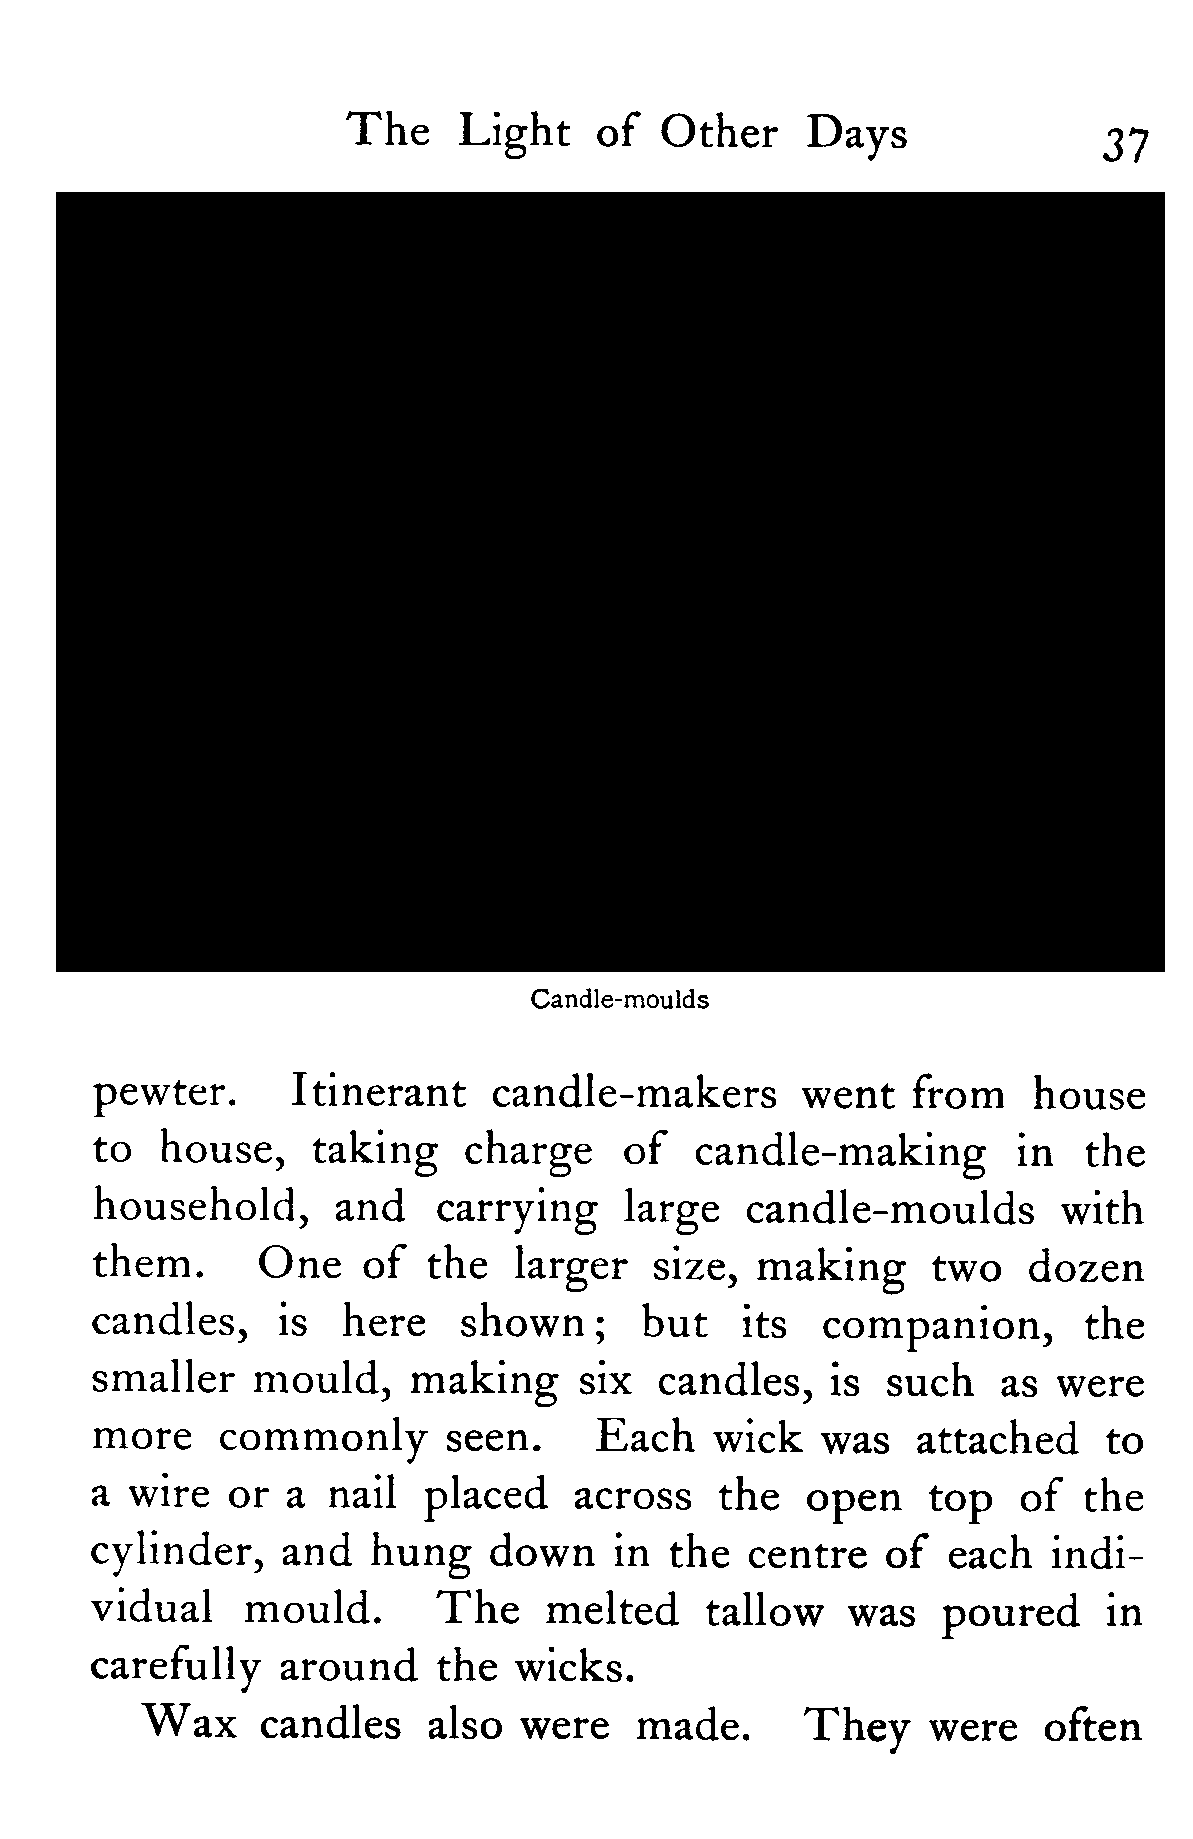 The Light of Other Days 37
Candle-moulds
pewter. Itinerant candle-makers went from house
to house, taking charge of candle-making in the
household, and carrying large candle-moulds with
them. One of the larger size, making two dozen
candles, is here shown; but its companion, the
smaller mould, making six candles, is such as were
more commonly seen. Each wick was attached to
a wire or a nail placed across the open top of the
cylinder, and hung down in the centre of each indi-
vidual mould. The melted tallow was poured in
carefully around the wicks.
Wax candles also were made. They were often